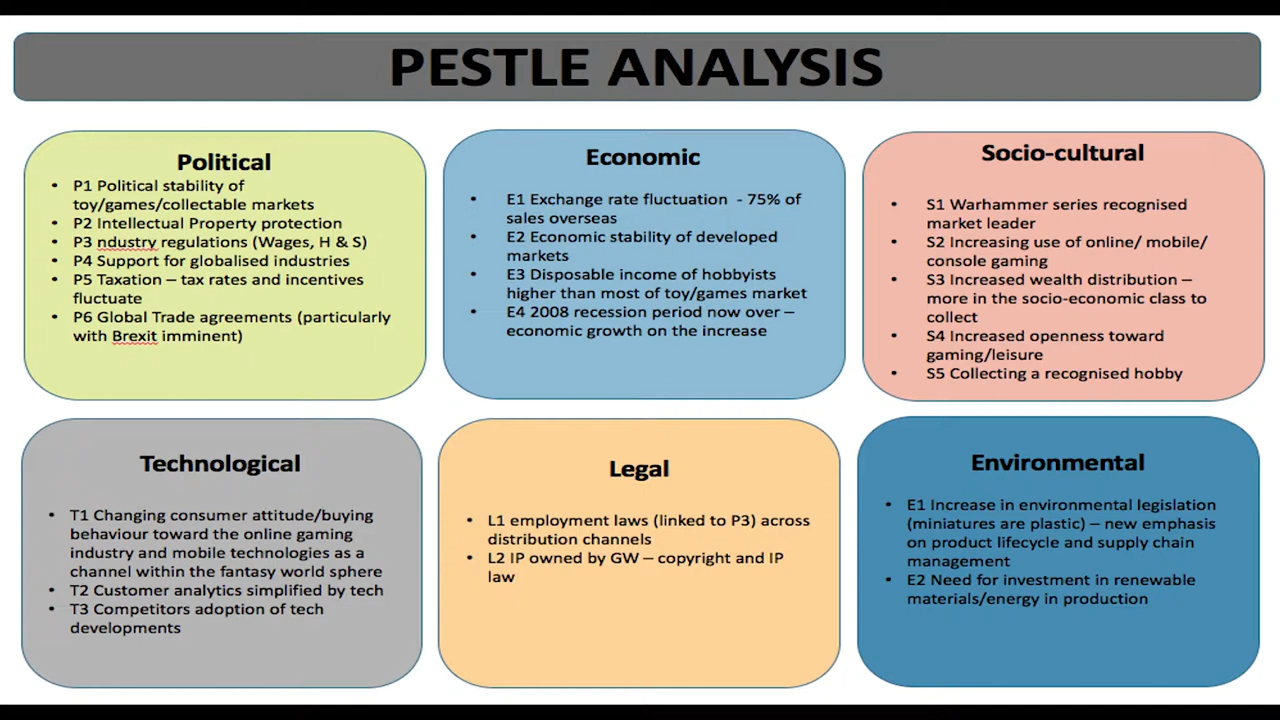 PESTLE ANALYSIS
Political
• P1 Political stability of
toy/games/collectable markets
• P2 Intellectual Property protection
• P3 ndustry regulations (Wages, H & S)
• P4 Support for globalised industries
• P5 Taxation – tax rates and incentives
fluctuate
• P6 Global Trade agreements (particularly
with Brexit imminent)
Economic
• E1 Exchange rate fluctuation  - 75% of
sales overseas
• E2 Economic stability of developed
markets
• E3 Disposable income of hobbyists
higher than most of toy/games market
• E4 2008 recession period now over –
economic growth on the increase
Socio-cultural
• S1 Warhammer series recognised
market leader
• S2 Increasing use of online/ mobile/
console gaming
• S3 Increased wealth distribution –
more in the socio-economic class to
collect
• S4 Increased openness toward
gaming/leisure
• S5 Collecting a recognised hobby
Technological
• T1 Changing consumer attitude/buying
behaviour toward the online gaming
industry and mobile technologies as a
channel within the fantasy world sphere
• T2 Customer analytics simplified by tech
• T3 Competitors adoption of tech
developments
Legal
• L1 employment laws (linked to P3) across
distribution channels
• L2 IP owned by GW – copyright and IP
law
Environmental
• E1 Increase in environmental legislation
(miniatures are plastic) – new emphasis
on product lifecycle and supply chain
management
• E2 Need for investment in renewable
materials/energy in production